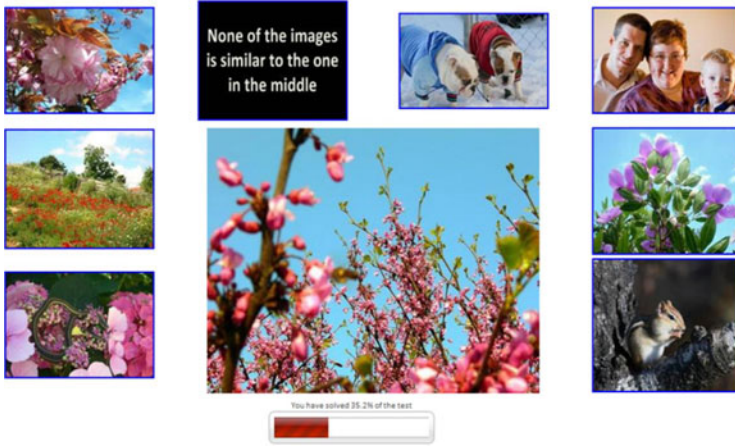 None of the images
is similar to the one
in the middle
You have solved 35.2% of the test